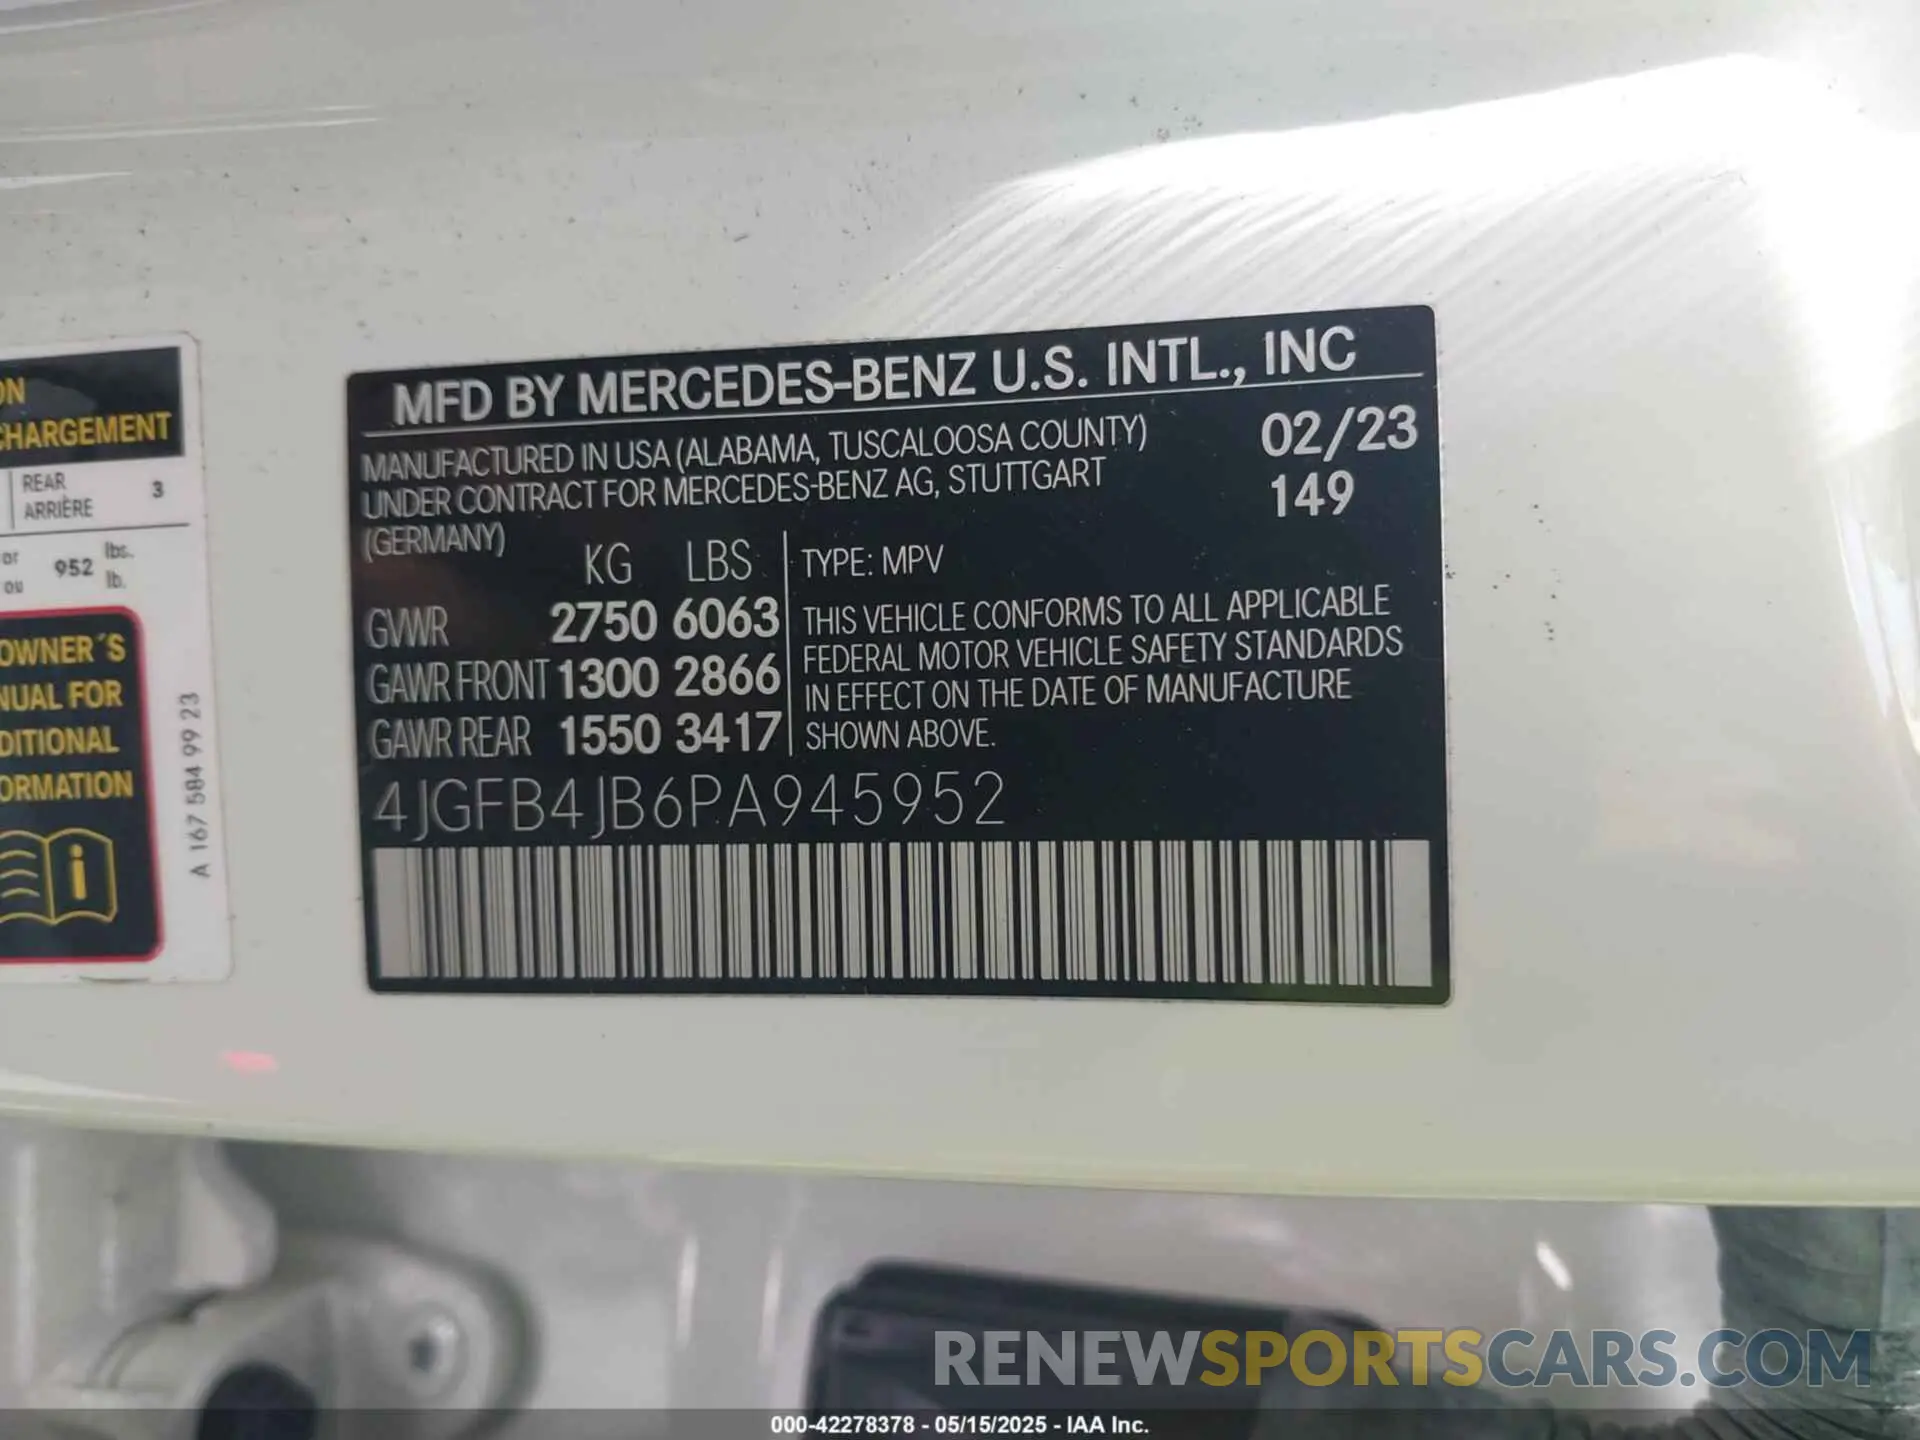 ON
CHARGEMENT
REAR
ARRIÈRE 3
or
ou 952 lbs.
lb.
OWNER´S
NUAL FOR
DITIONAL
ORMATION
i
A 167 584 99 23
MFD BY MERCEDES-BENZ U.S. INTL., INC
MANUFACTURED IN USA (ALABAMA, TUSCALOOSA COUNTY) 02/23
UNDER CONTRACT FOR MERCEDES-BENZ AG, STUTTGART 149
(GERMANY)
KG LBS
GVWR 2750 6063
GAWR FRONT 1300 2866
GAWR REAR 1550 3417
TYPE: MPV
THIS VEHICLE CONFORMS TO ALL APPLICABLE
FEDERAL MOTOR VEHICLE SAFETY STANDARDS
IN EFFECT ON THE DATE OF MANUFACTURE
SHOWN ABOVE.
4JGFB4JB6PA945952
RENEWSPORTSCARS.COM
000-42278378 - 05/15/2025 - IAA Inc.